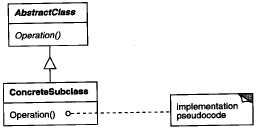 AbstractClass
Operation()
ConcreteSubclass
Operation()
implementation
pseudocode